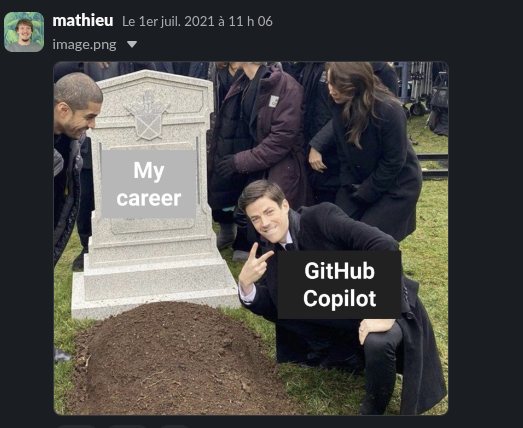 mathieu Le 1er juil. 2021 à 11 h 06
image.png
My
career
GitHub
Copilot